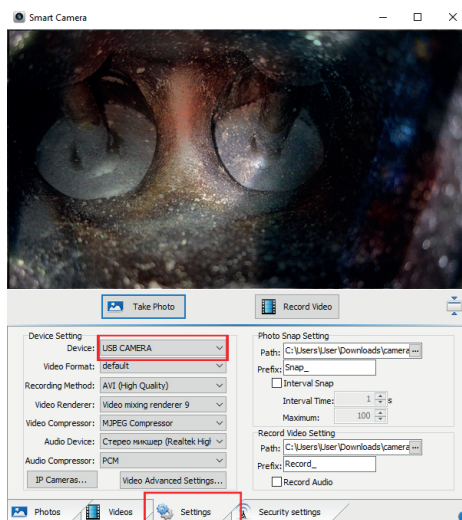 Smart Camera
Take Photo
Record Video
Device Setting
Device: USB CAMERA
Video Format: default
Recording Method: AVI (High Quality)
Video Renderer: Video mixing renderer 9
Video Compressor: MJPEG Compressor
Audio Device: Стерео микшер (Realtek High
Audio Compressor: PCM
IP Cameras...
Video Advanced Settings...
Photo Snap Setting
Path: C:\Users\User\Downloads\camera ...
Prefix: Snap_
Interval Snap
Interval Time: 1 s
Maximum: 100
Record Video Setting
Path: C:\Users\User\Downloads\camera ...
Prefix: Record_
Record Audio
Photos
Videos
Settings
Security settings